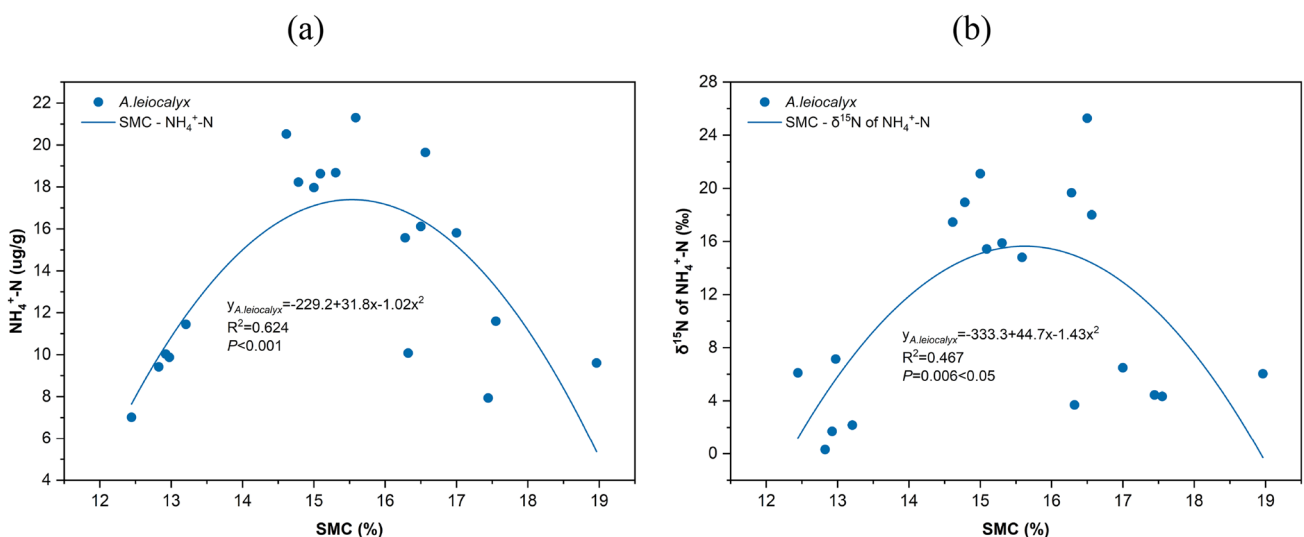 (a)
A.leiocalyx
SMC - NH₄⁺-N
22
20
18
16
14
12
10
8
6
4
NH₄⁺-N (ug/g)
y_A.leiocalyx=-229.2+31.8x-1.02x²
R²=0.624
P<0.001
12 13 14 15 16 17 18 19
SMC (%)
(b)
A.leiocalyx
SMC - δ¹⁵N of NH₄⁺-N
28
24
20
16
12
8
4
0
δ¹⁵N of NH₄⁺-N (‰)
y_A.leiocalyx=-333.3+44.7x-1.43x²
R²=0.467
P=0.006<0.05
12 13 14 15 16 17 18 19
SMC (%)